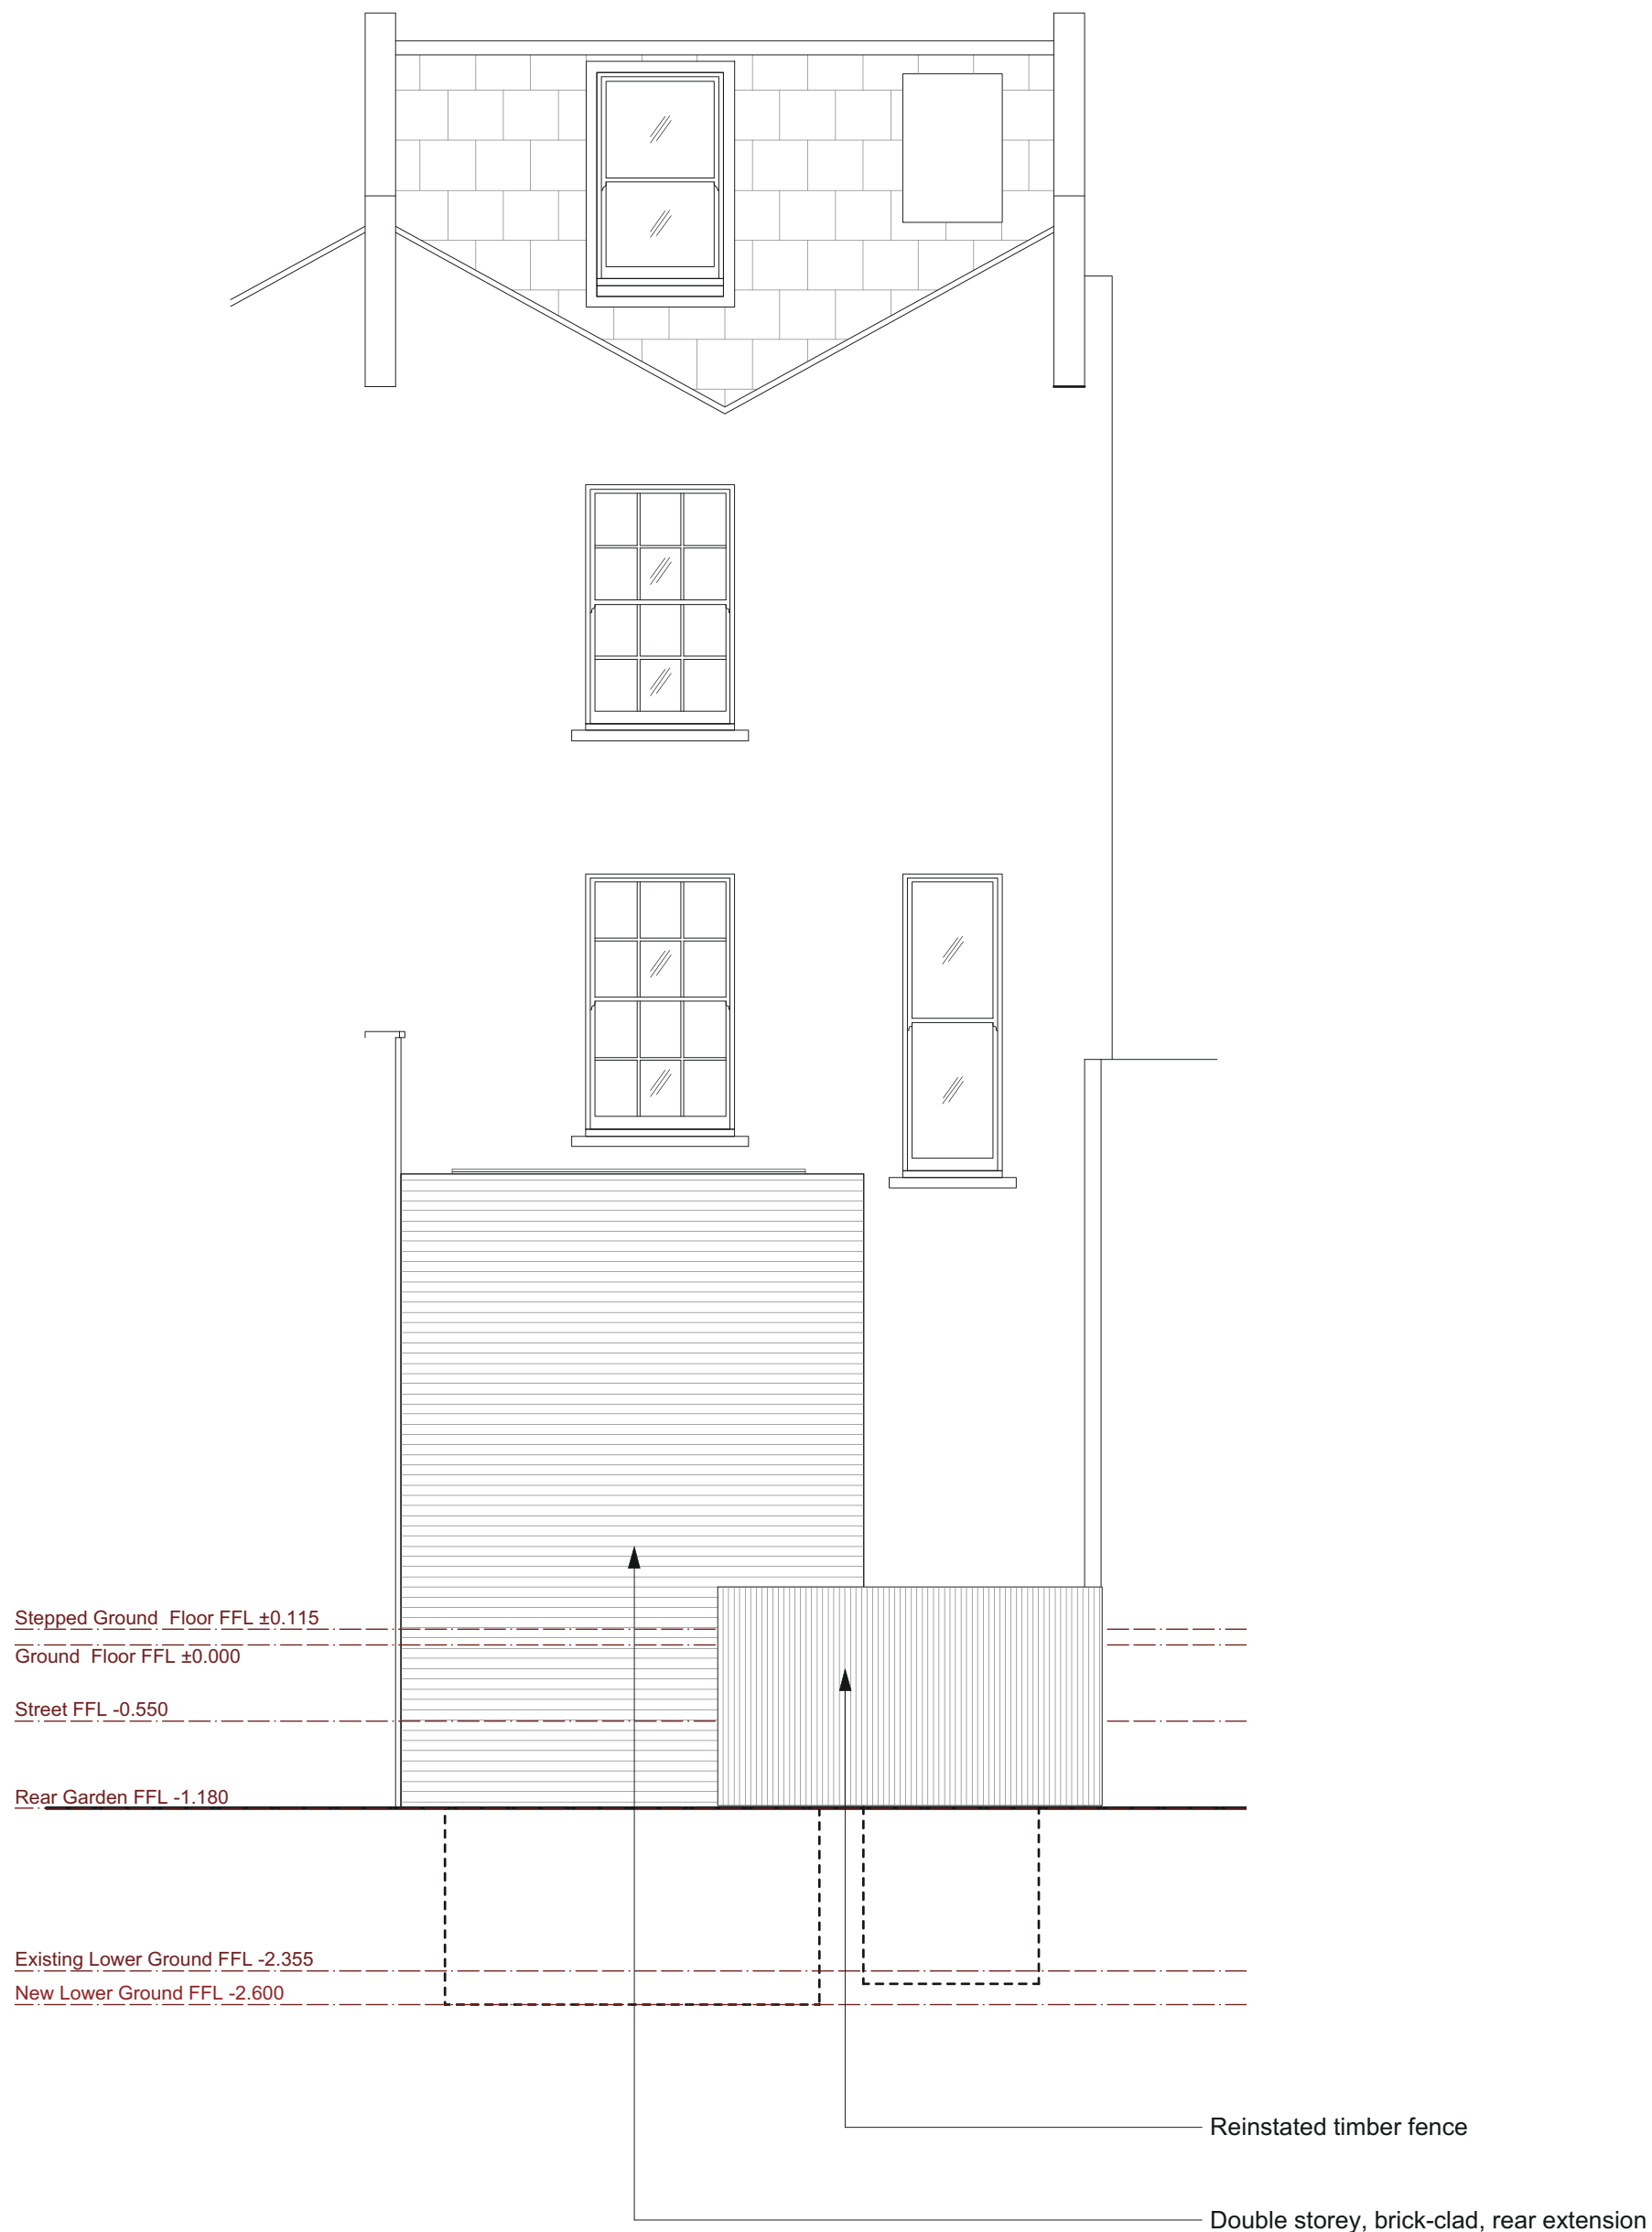 Stepped Ground  Floor FFL ±0.115
Ground  Floor FFL ±0.000
Street FFL -0.550
Rear Garden FFL -1.180
Existing Lower Ground FFL -2.355
New Lower Ground FFL -2.600
Reinstated timber fence
Double storey, brick-clad, rear extension